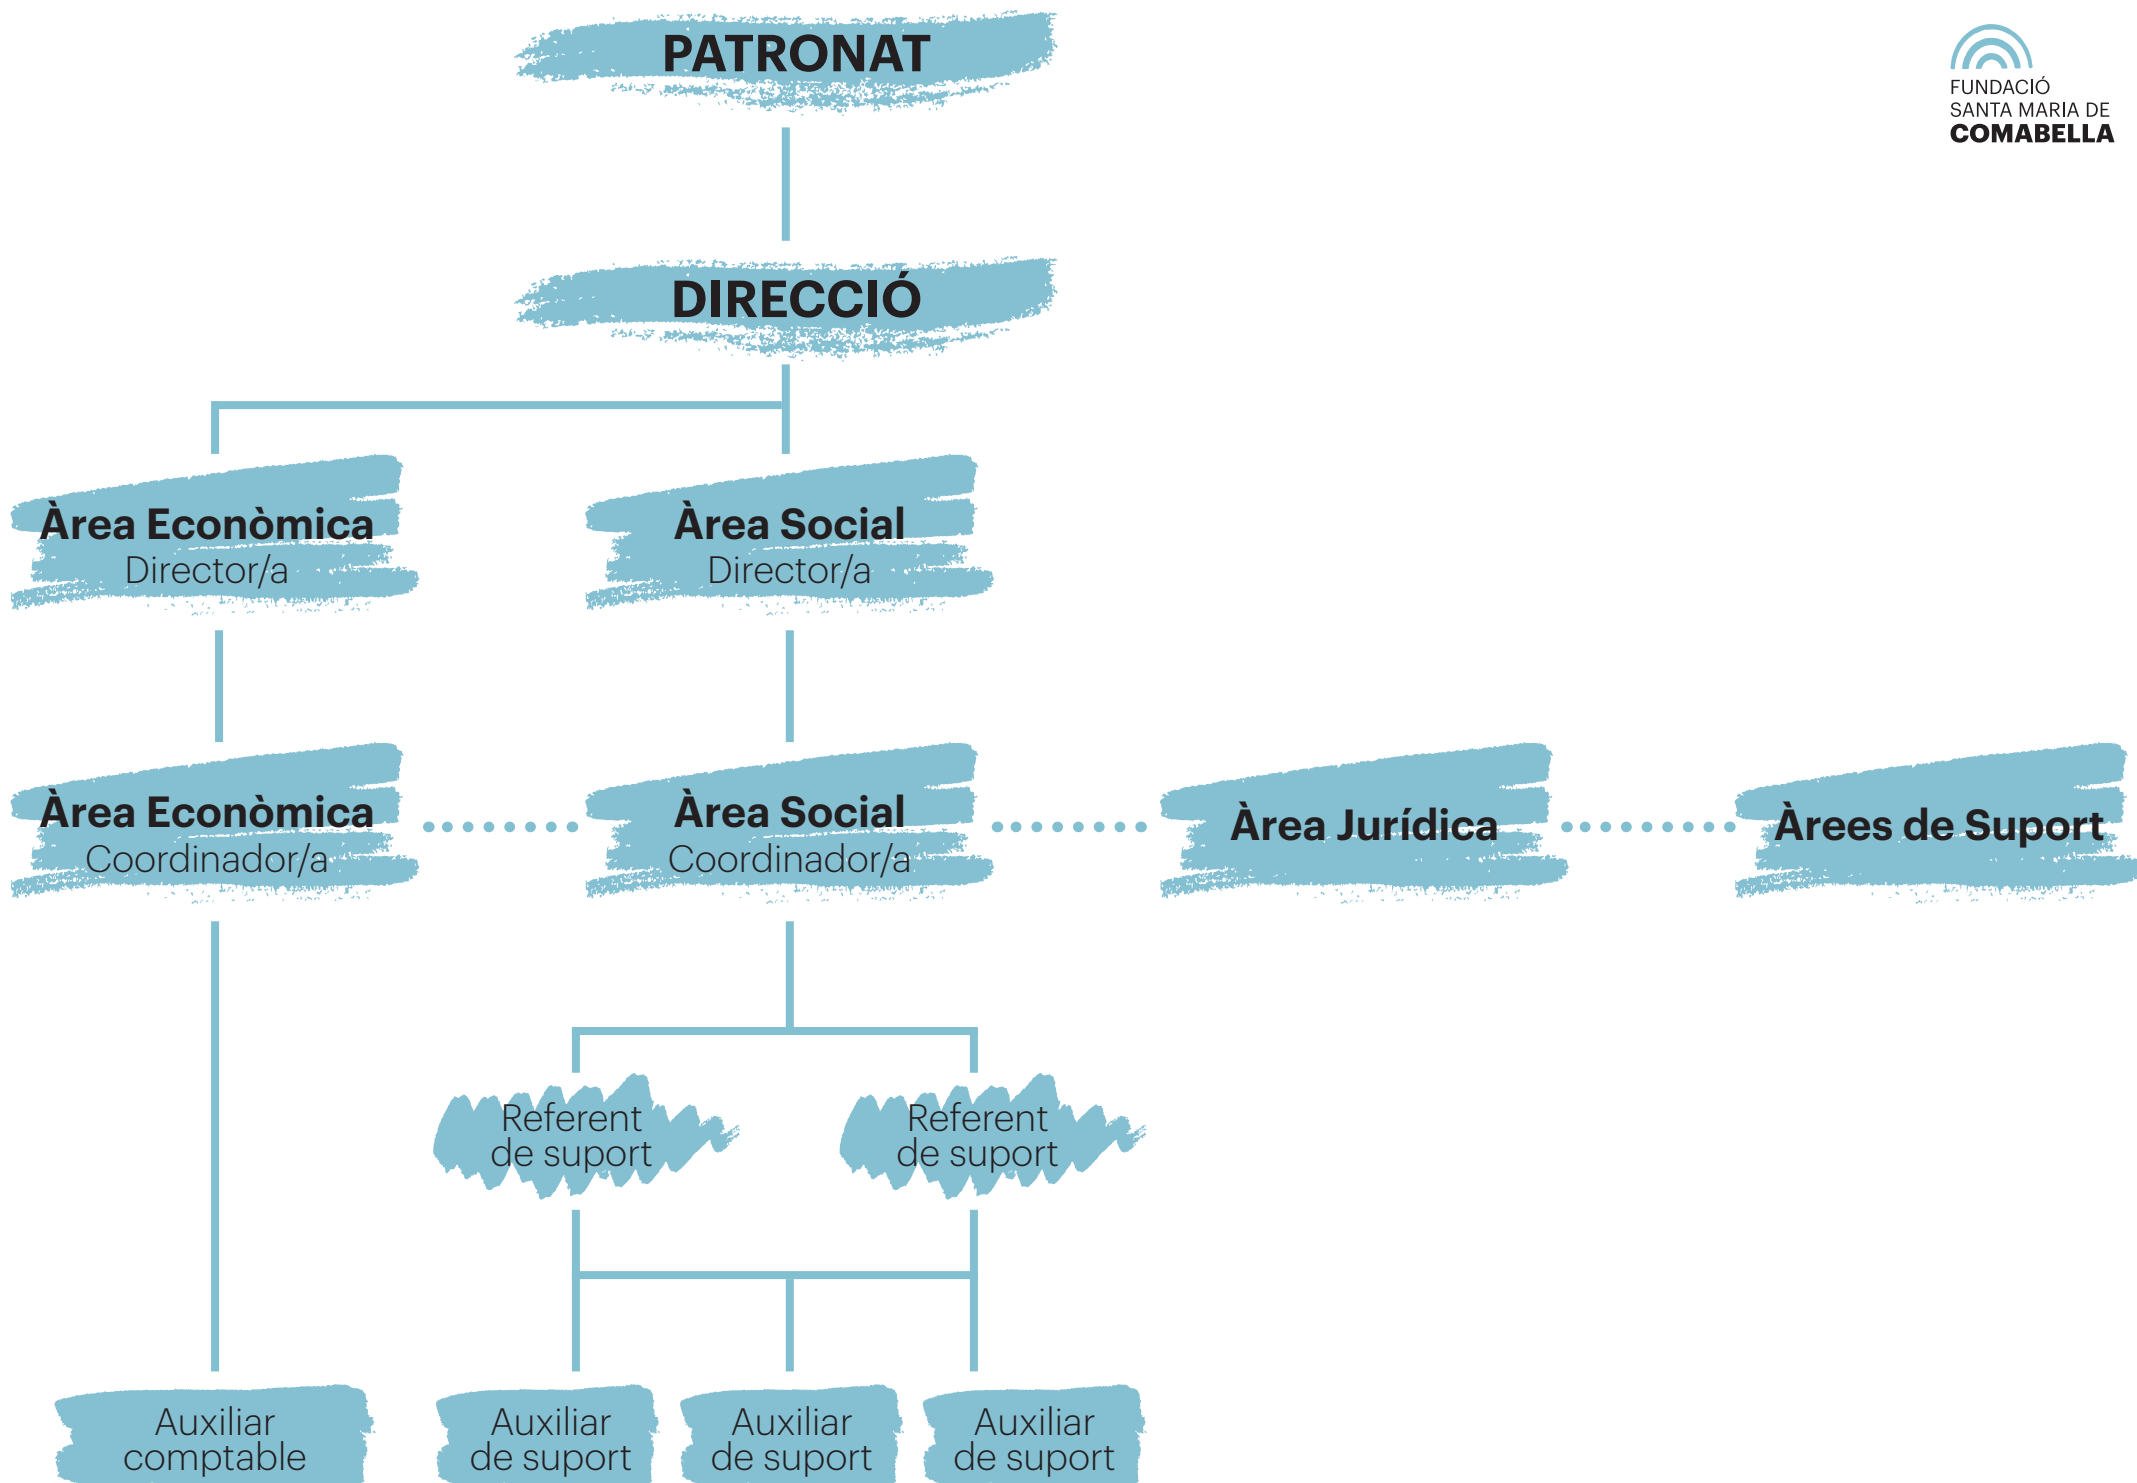 PATRONAT
FUNDACIÓ
SANTA MARIA DE
COMABELLA
DIRECCIÓ
Àrea Econòmica
Director/a
Àrea Social
Director/a
Àrea Econòmica
Coordinador/a
Àrea Social
Coordinador/a
Àrea Jurídica
Àrees de Suport
Referent
de suport
Referent
de suport
Auxiliar
comptable
Auxiliar
de suport
Auxiliar
de suport
Auxiliar
de suport